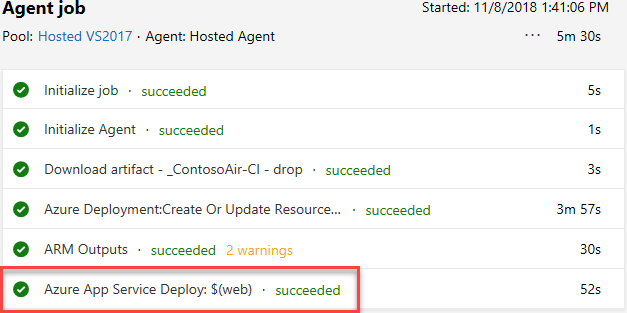 Agent job Started: 11/8/2018 1:41:06 PM
Pool: Hosted VS2017 · Agent: Hosted Agent ··· 5m 30s
Initialize job · succeeded 5s
Initialize Agent · succeeded 1s
Download artifact - _ContosoAir-CI - drop · succeeded 3s
Azure Deployment:Create Or Update Resource... · succeeded 3m 57s
ARM Outputs · succeeded 2 warnings 30s
Azure App Service Deploy: $(web) · succeeded 52s